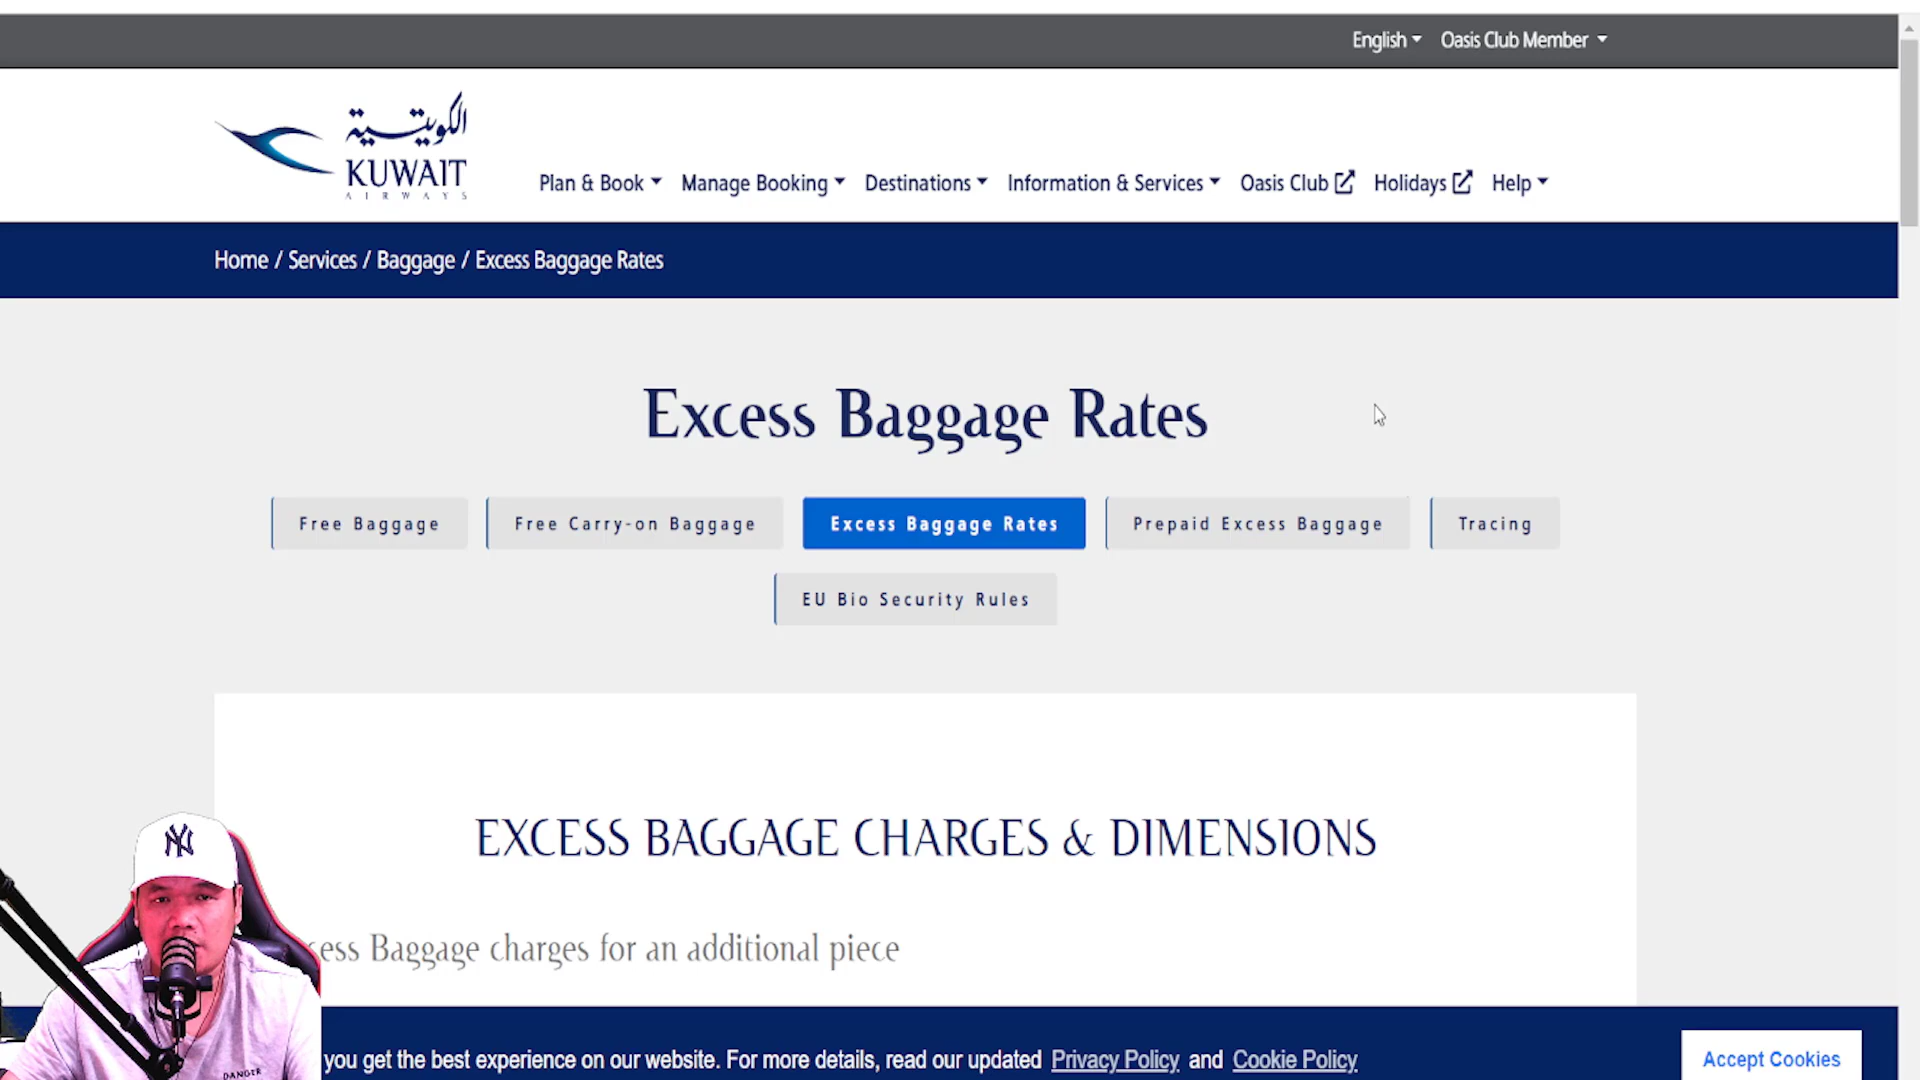 English
Oasis Club Member
الكويتية
KUWAIT
AIRWAYS
Plan & Book
Manage Booking
Destinations
Information & Services
Oasis Club
Holidays
Help
Home / Services / Baggage / Excess Baggage Rates
Excess Baggage Rates
Free Baggage
Free Carry-on Baggage
Excess Baggage Rates
Prepaid Excess Baggage
Tracing
EU Bio Security Rules
EXCESS BAGGAGE CHARGES & DIMENSIONS
cess Baggage charges for an additional piece
you get the best experience on our website. For more details, read our updated Privacy Policy and Cookie Policy
Accept Cookies
NY
DANGER